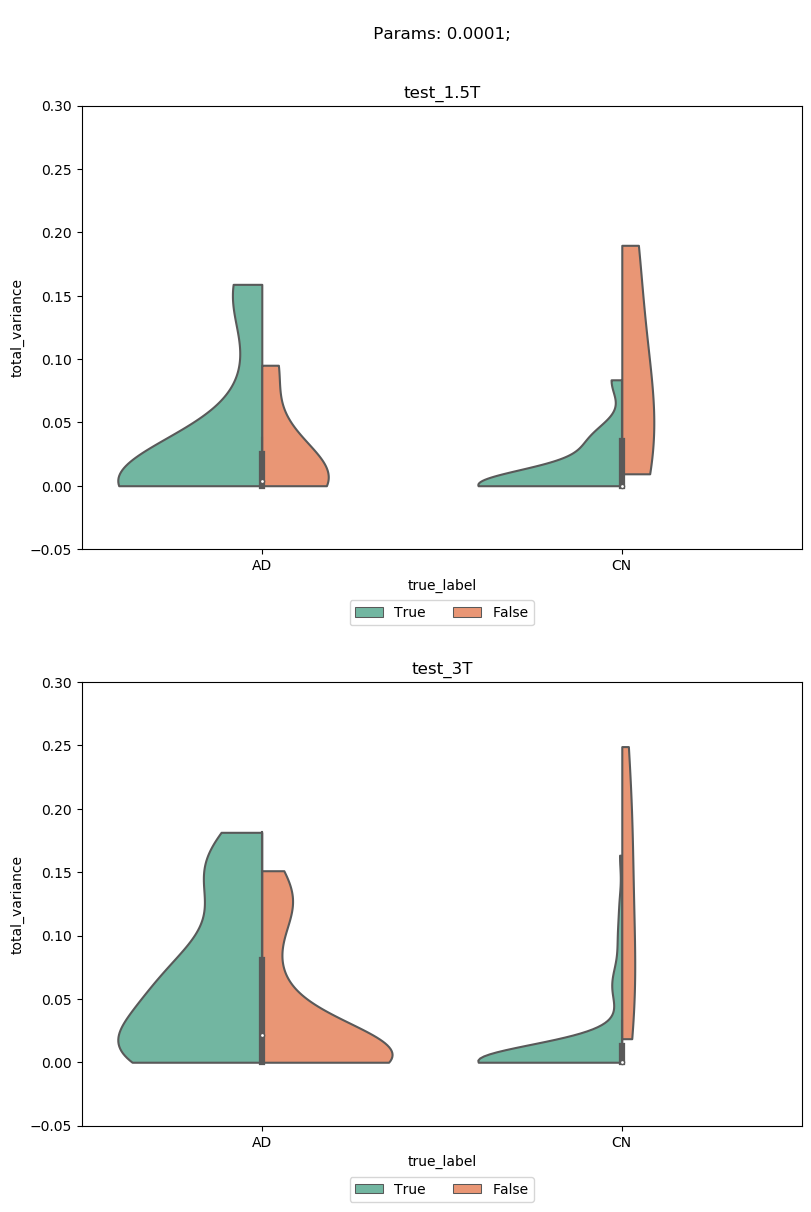 Params: 0.0001;
test_1.5T
0.30
0.25
0.20
0.15
0.10
0.05
0.00
−0.05
total_variance
AD CN
true_label
True False
test_3T
0.30
0.25
0.20
0.15
0.10
0.05
0.00
−0.05
total_variance
AD CN
true_label
True False